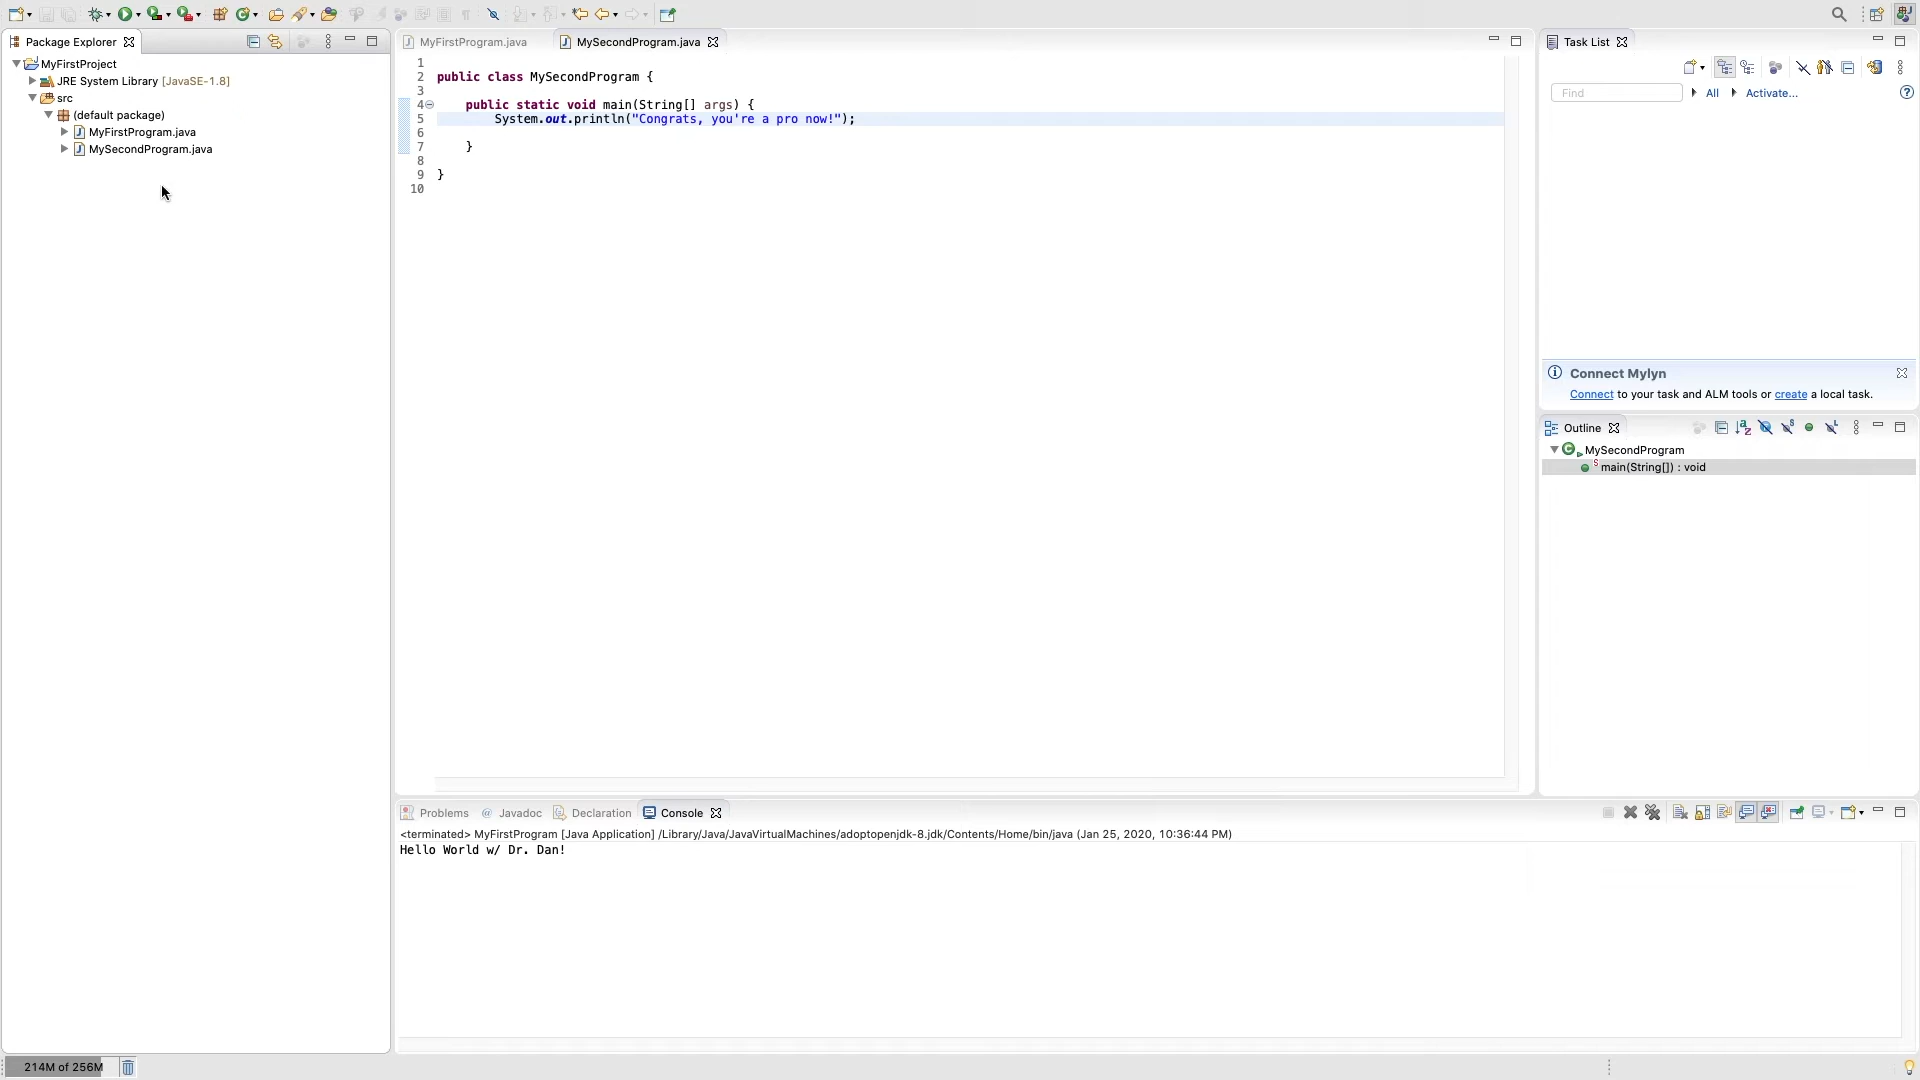 Package Explorer
MyFirstProject
JRE System Library [JavaSE-1.8]
src
(default package)
MyFirstProgram.java
MySecondProgram.java
MyFirstProgram.java
MySecondProgram.java
1
2 public class MySecondProgram {
3
4 public static void main(String[] args) {
5 System.out.println("Congrats, you're a pro now!");
6
7 }
8
9 }
10
Task List
Find
All
Activate...
Connect Mylyn
Connect to your task and ALM tools or create a local task.
Outline
MySecondProgram
main(String[]) : void
Problems
Javadoc
Declaration
Console
<terminated> MyFirstProgram [Java Application] /Library/Java/JavaVirtualMachines/adoptopenjdk-8.jdk/Contents/Home/bin/java (Jan 25, 2020, 10:36:44 PM)
Hello World w/ Dr. Dan!
214M of 256M